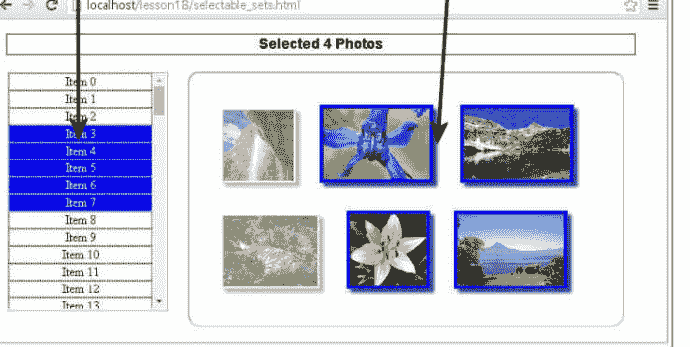 localhost/lesson18/selectable_sets.html
Selected 4 Photos
Item 0
Item 1
Item 2
Item 3
Item 4
Item 5
Item 6
Item 7
Item 8
Item 9
Item 10
Item 11
Item 12
Item 13